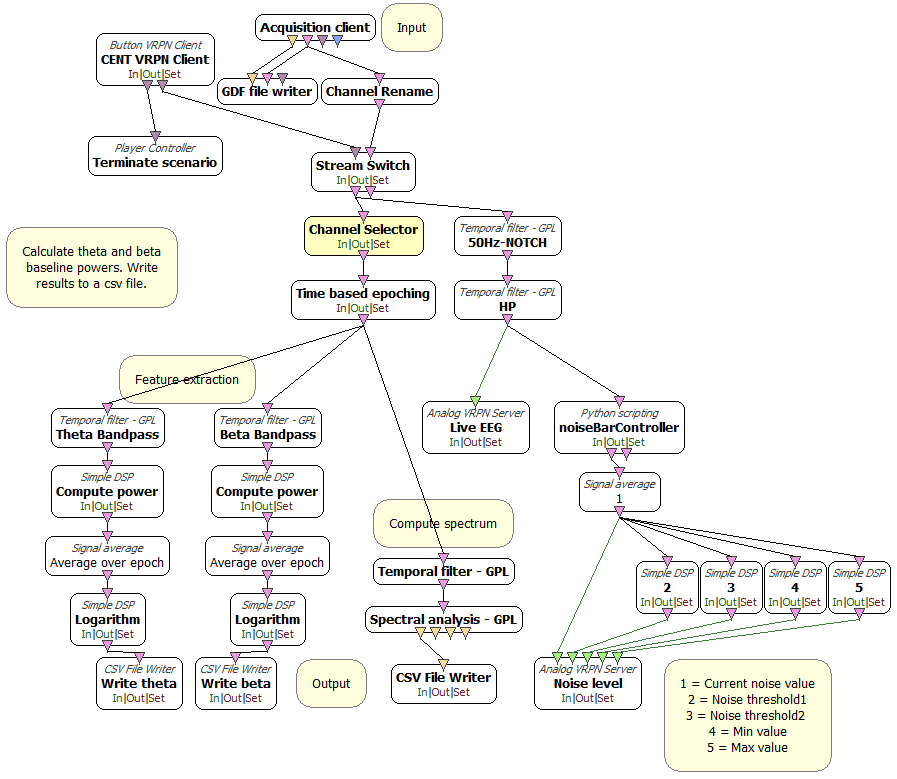 Acquisition client
Input
Button VRPN Client
CENT VRPN Client
In|Out|Set
GDF file writer
Channel Rename
Player Controller
Terminate scenario
Stream Switch
In|Out|Set
Channel Selector
In|Out|Set
Temporal filter - GPL
50Hz-NOTCH
Calculate theta and beta
baseline powers. Write
results to a csv file.
Time based epoching
In|Out|Set
Temporal filter - GPL
HP
Feature extraction
Temporal filter - GPL
Theta Bandpass
Temporal filter - GPL
Beta Bandpass
Analog VRPN Server
Live EEG
In|Out|Set
Python scripting
noiseBarController
In|Out|Set
Simple DSP
Compute power
In|Out|Set
Simple DSP
Compute power
In|Out|Set
Signal average
1
Compute spectrum
Signal average
Average over epoch
Signal average
Average over epoch
Temporal filter - GPL
Simple DSP
2
In|Out|Set
Simple DSP
3
In|Out|Set
Simple DSP
4
In|Out|Set
Simple DSP
5
In|Out|Set
Simple DSP
Logarithm
In|Out|Set
Simple DSP
Logarithm
In|Out|Set
Spectral analysis - GPL
CSV File Writer
Write theta
In|Out|Set
CSV File Writer
Write beta
In|Out|Set
Output
CSV File Writer
In|Out|Set
Analog VRPN Server
Noise level
In|Out|Set
1 = Current noise value
2 = Noise threshold1
3 = Noise threshold2
4 = Min value
5 = Max value